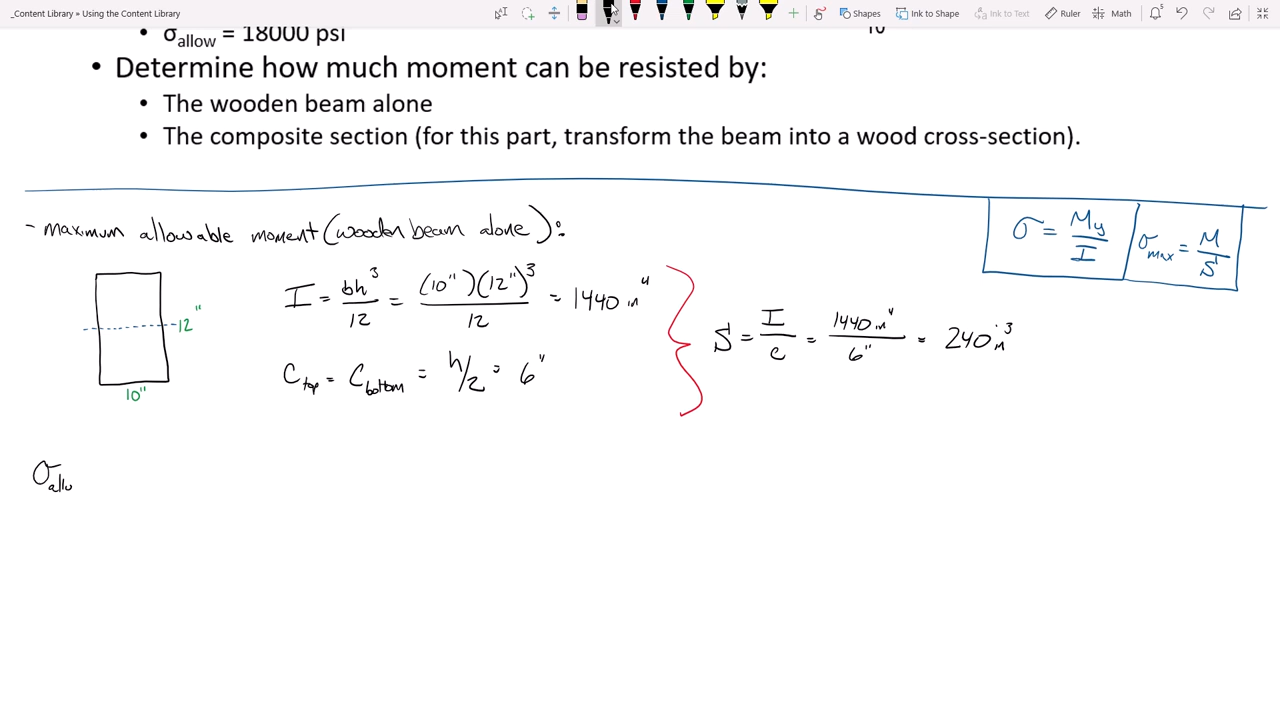 _Content Library » Using the Content Library
Shapes Ink to Shape Ink to Text Ruler Math
• σallow = 18000 psi
10
• Determine how much moment can be resisted by:
• The wooden beam alone
• The composite section (for this part, transform the beam into a wood cross-section).
- maximum allowable moment (wooden beam alone):
σ = My/I
σmax = M/S
12"
10"
I = bh³/12 = (10")(12")³/12 = 1440 in⁴
Ctop = Cbottom = h/2 = 6"
S = I/c = 1440 in⁴/6" = 240 in³
σallo